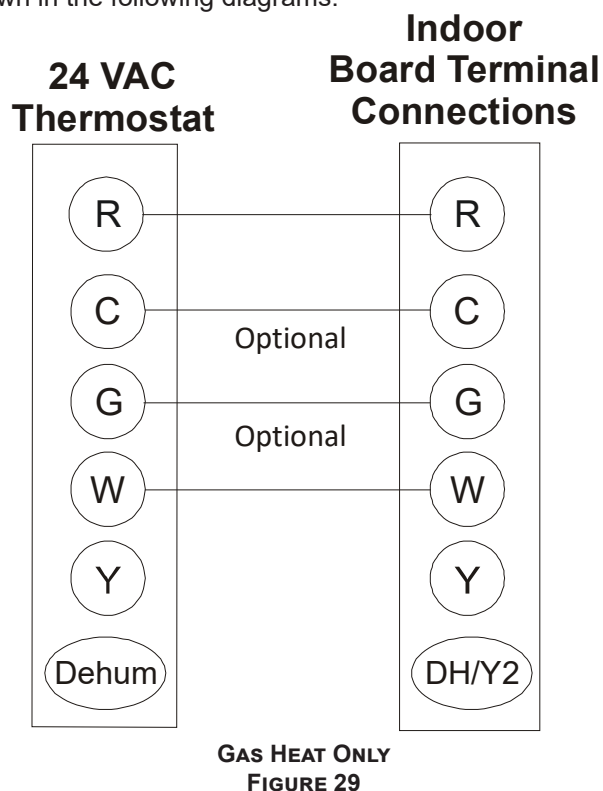 wn in the following diagrams.
24 VAC
Thermostat
Indoor
Board Terminal
Connections
R R
C C
Optional
G G
Optional
W W
Y Y
Dehum DH/Y2
GAS HEAT ONLY
FIGURE 29